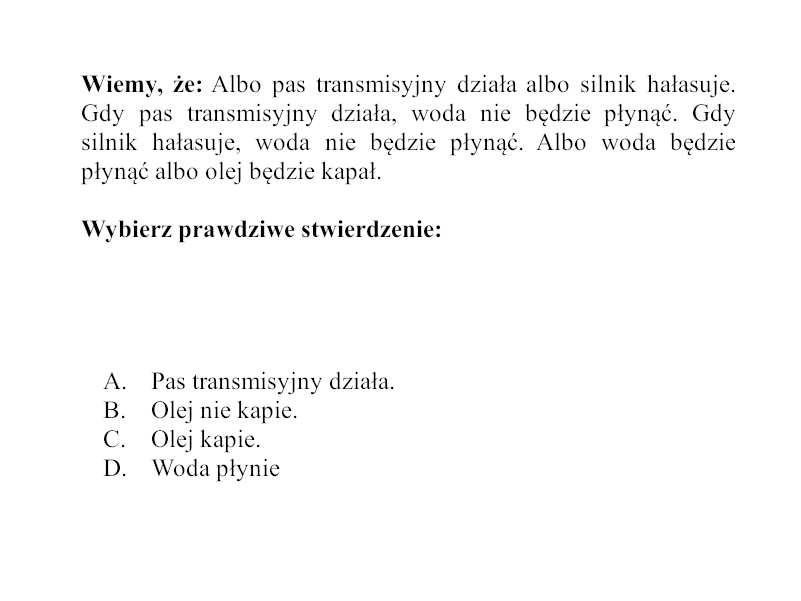 Wiemy, że: Albo pas transmisyjny działa albo silnik hałasuje.
Gdy pas transmisyjny działa, woda nie będzie płynąć. Gdy
silnik hałasuje, woda nie będzie płynąć. Albo woda będzie
płynąć albo olej będzie kapał.
Wybierz prawdziwe stwierdzenie:
A. Pas transmisyjny działa.
B. Olej nie kapie.
C. Olej kapie.
D. Woda płynie